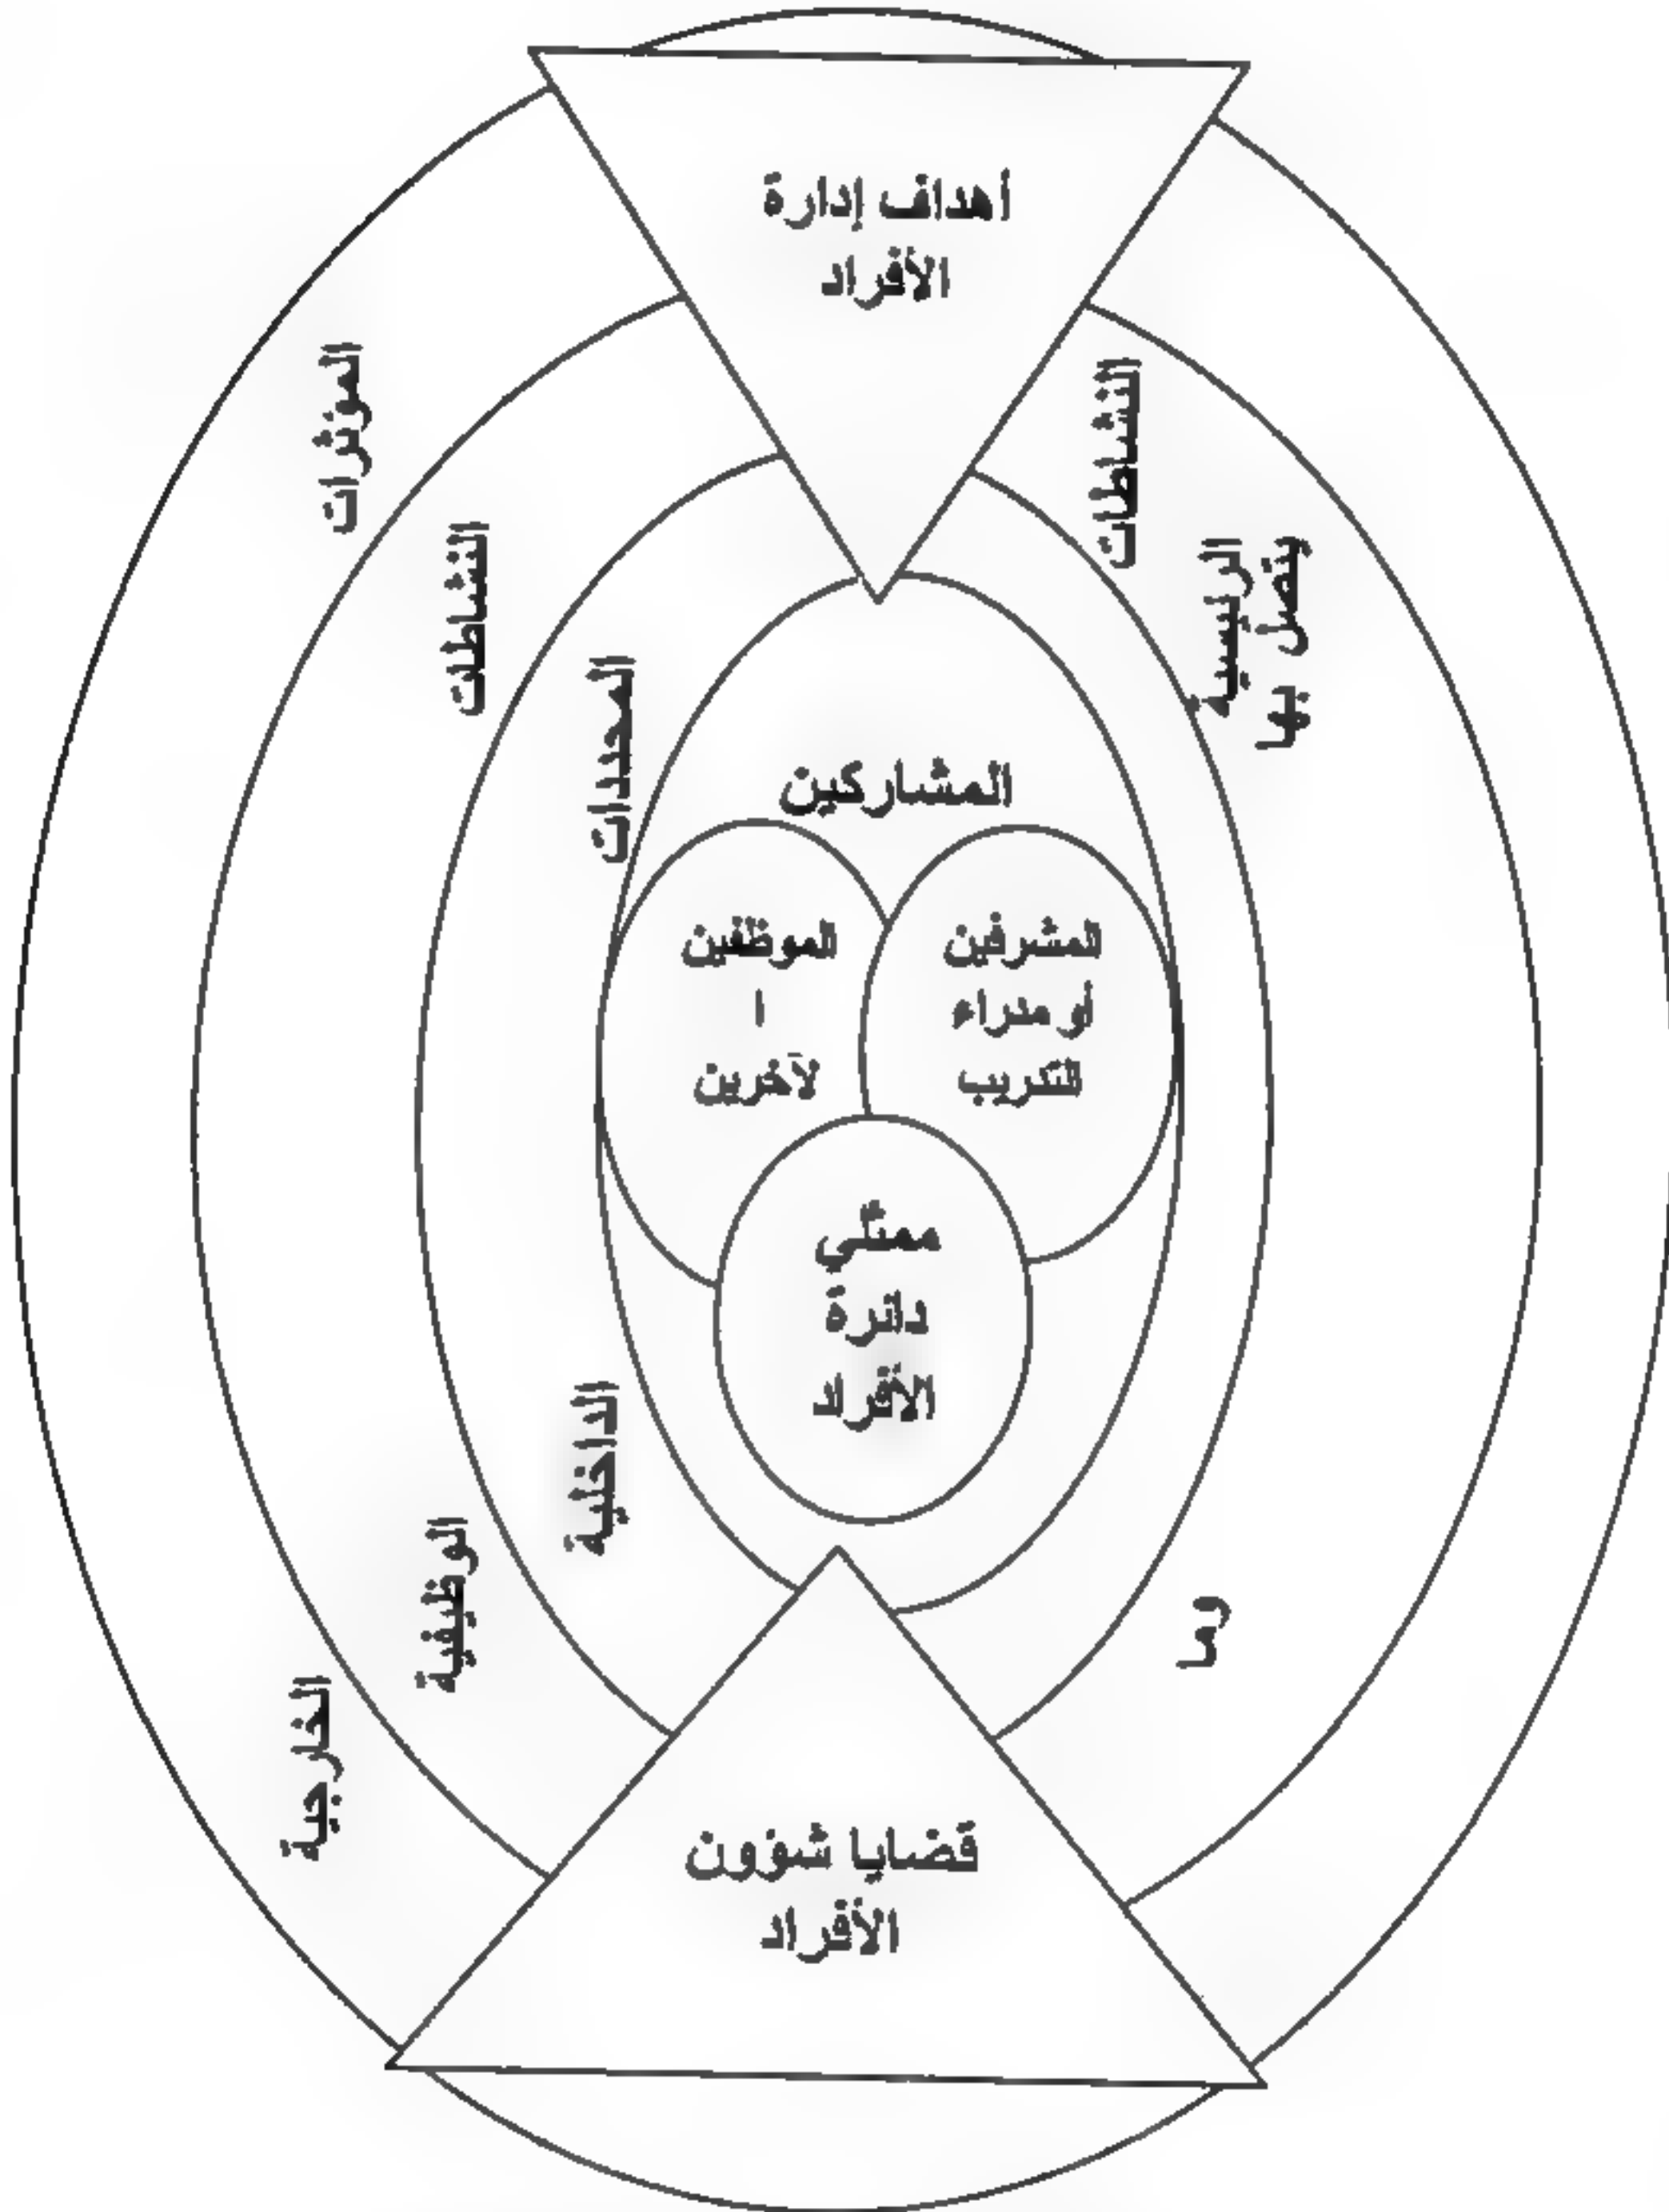 أهداف إدارة
الأفراد
النشاطات
الرئيسية
وما
يتصل بها
المؤثرات
الخارجية
النشاطات
الوظيفية
المحددات
الداخلية
المشاركين
المشرفين
أو مدراء
التدريب
الموظفين
ا
لآخرين
ممثلي
دائرة
الأفراد
قضايا شؤون
الأفراد